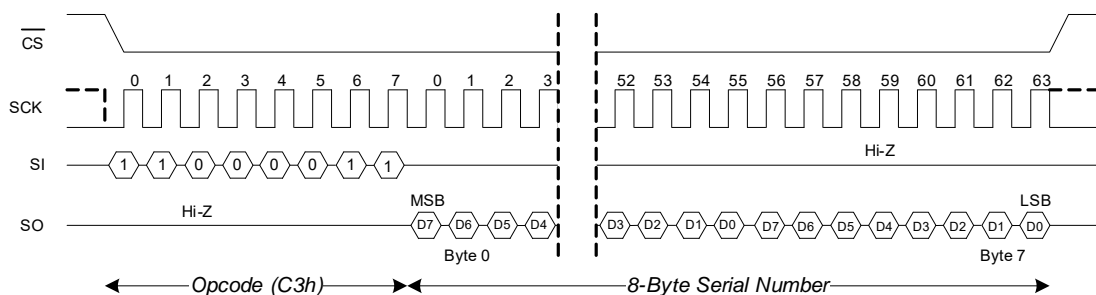 CS
0 1 2 3 4 5 6 7 0 1 2 3 52 53 54 55 56 57 58 59 60 61 62 63
SCK
Hi-Z
SI 1 1 0 0 0 0 1 1
MSB LSB
Hi-Z
SO D7 D6 D5 D4 D3 D2 D1 D0 D7 D6 D5 D4 D3 D2 D1 D0
Byte 0 Byte 7
Opcode (C3h) 8-Byte Serial Number